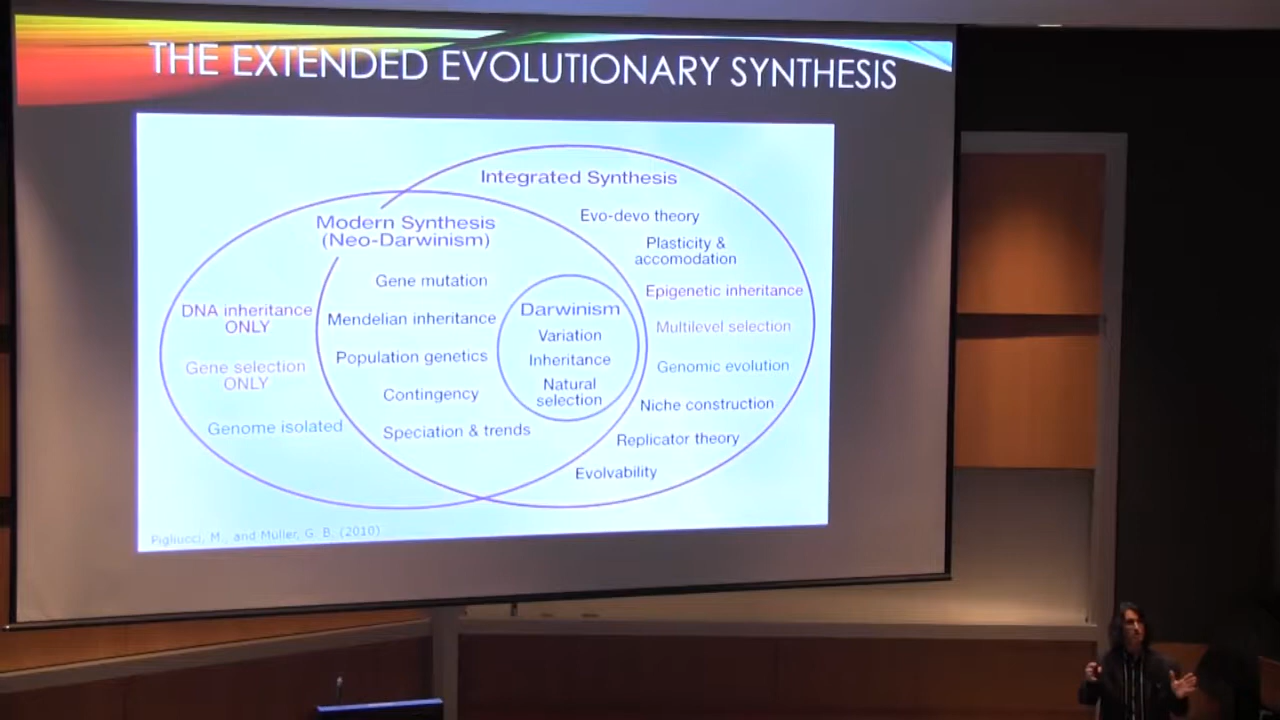 THE EXTENDED EVOLUTIONARY SYNTHESIS
Integrated Synthesis
Evo-devo theory
Plasticity &
accomodation
Epigenetic inheritance
Multilevel selection
Genomic evolution
Niche construction
Replicator theory
Evolvability
Modern Synthesis
(Neo-Darwinism)
Gene mutation
Mendelian inheritance
Population genetics
Contingency
Speciation & trends
Darwinism
Variation
Inheritance
Natural
selection
DNA inheritance
ONLY
Gene selection
ONLY
Genome isolated
Pigliucci, M., and Muller, G. B. (2010)